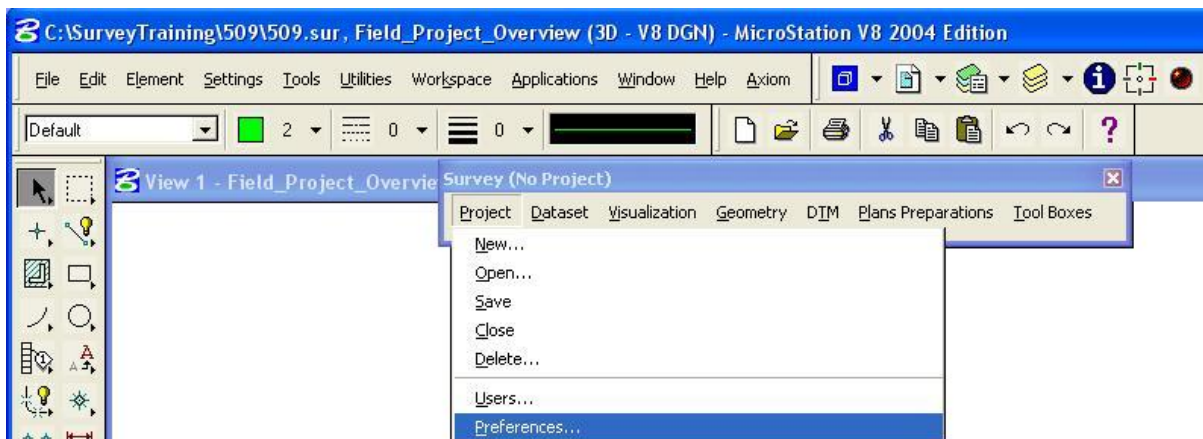 C:\SurveyTraining\509\509.sur, Field_Project_Overview (3D - V8 DGN) - MicroStation V8 2004 Edition
File Edit Element Settings Tools Utilities Workspace Applications Window Help Axiom
Default 2 0 0
View 1 - Field_Project_Overvie
Survey (No Project)
Project Dataset Visualization Geometry DTM Plans Preparations Tool Boxes
New...
Open...
Save
Close
Delete...
Users...
Preferences...